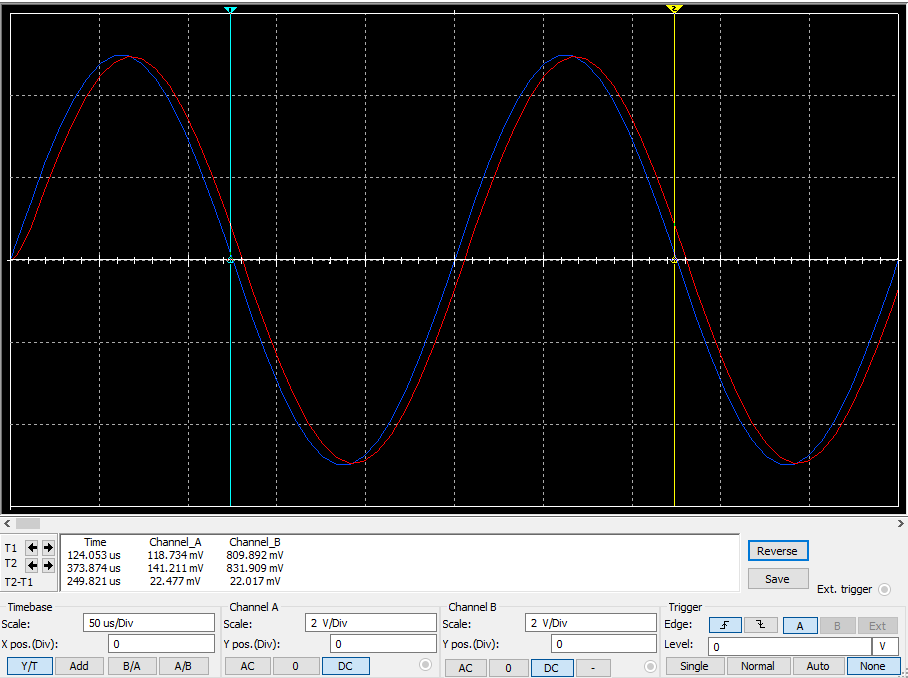 1 2
Time Channel_A Channel_B
T1 124.053 us 118.734 mV 809.892 mV
T2 373.874 us 141.211 mV 831.909 mV
T2-T1 249.821 us 22.477 mV 22.017 mV
Reverse
Save
Ext. trigger
Timebase Channel A Channel B Trigger
Scale: 50 us/Div Scale: 2 V/Div Scale: 2 V/Div Edge: A B Ext
X pos.(Div): 0 Y pos.(Div): 0 Y pos.(Div): 0 Level: 0 V
Y/T Add B/A A/B AC 0 DC AC 0 DC - Single Normal Auto None